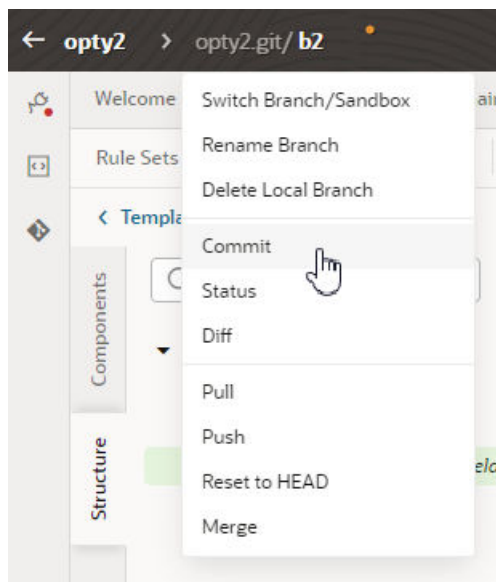 ← opty2 > opty2.git/ b2
Welcome
Switch Branch/Sandbox
Rule Sets
Rename Branch
Delete Local Branch
< Templa
Commit
Components
Status
Diff
Pull
Push
Structure
Reset to HEAD
Merge